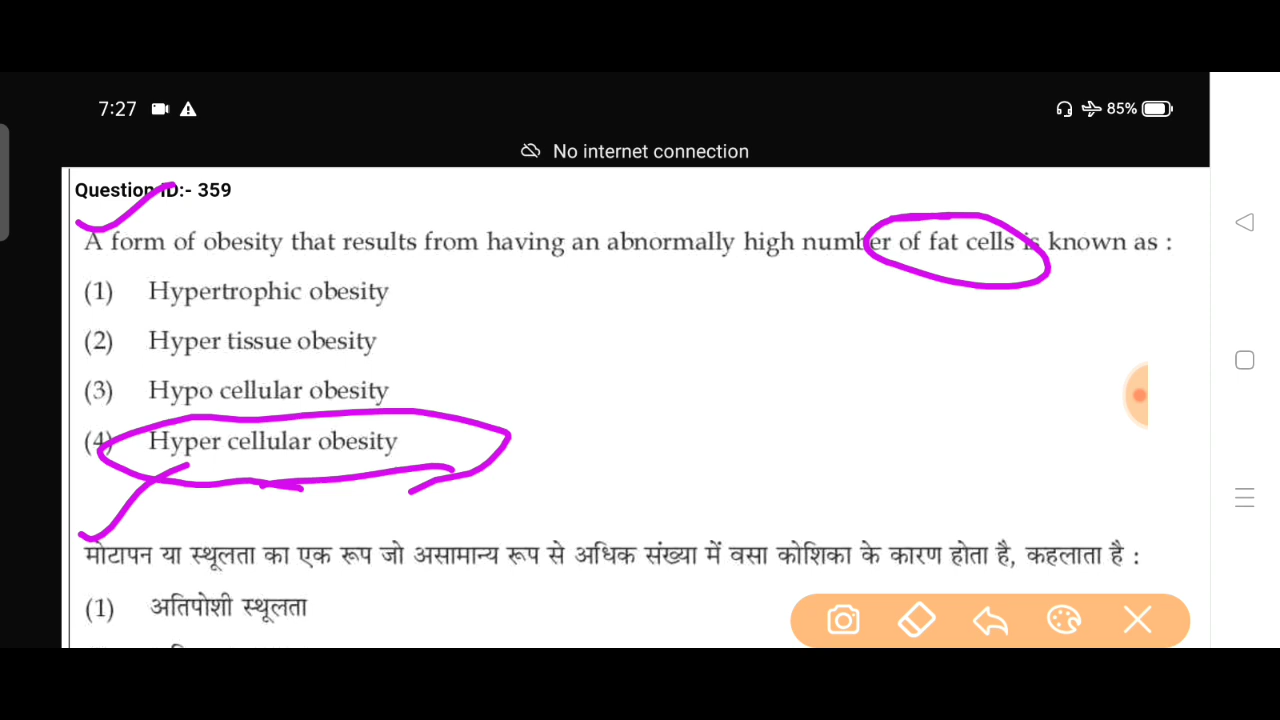 7:27 85%
No internet connection
Question ID:- 359
A form of obesity that results from having an abnormally high number of fat cells is known as :
(1) Hypertrophic obesity
(2) Hyper tissue obesity
(3) Hypo cellular obesity
(4) Hyper cellular obesity
मोटापन या स्थूलता का एक रूप जो असामान्य रूप से अधिक संख्या में वसा कोशिका के कारण होता है, कहलाता है :
(1) अतिपोशी स्थूलता